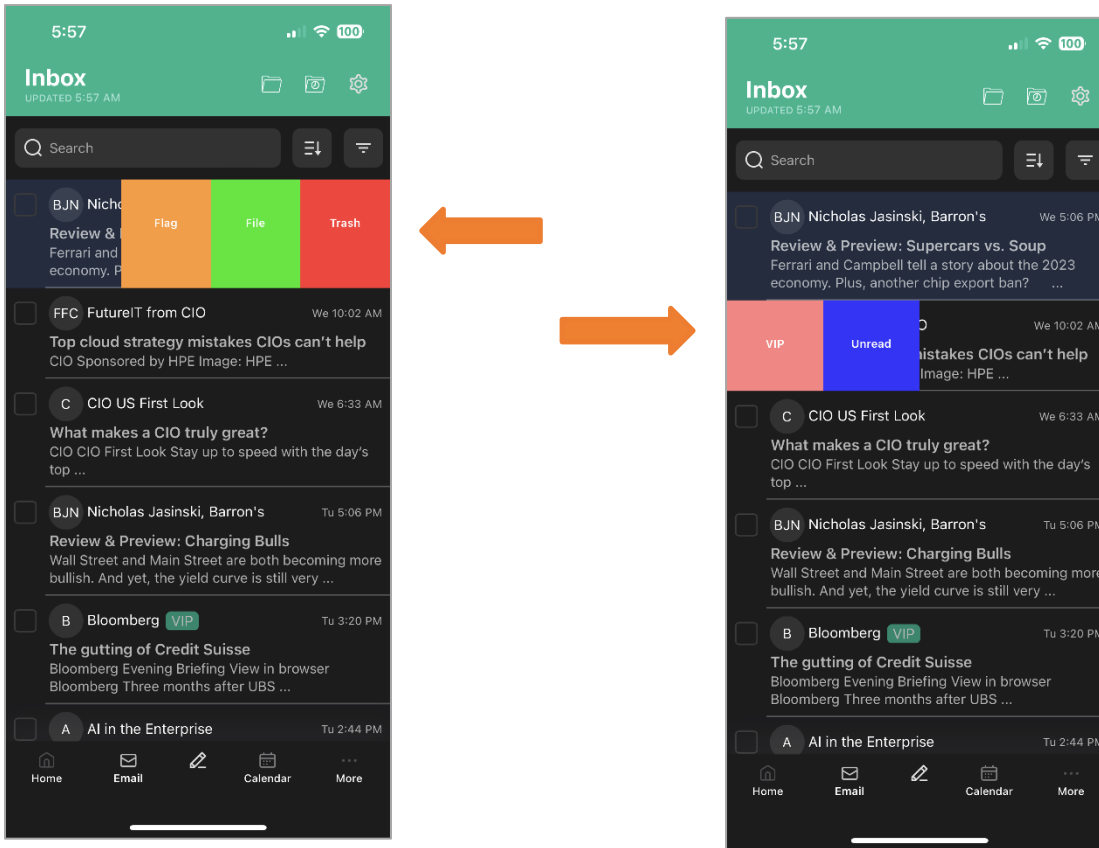 5:57
100
Inbox
UPDATED 5:57 AM
Search
BJN Nicho
Flag
File
Trash
Review &
Ferrari and
economy. P
FFC FutureIT from CIO We 10:02 AM
Top cloud strategy mistakes CIOs can't help
CIO Sponsored by HPE Image: HPE ...
C CIO US First Look We 6:33 AM
What makes a CIO truly great?
CIO CIO First Look Stay up to speed with the day's
top ...
BJN Nicholas Jasinski, Barron's Tu 5:06 PM
Review & Preview: Charging Bulls
Wall Street and Main Street are both becoming more
bullish. And yet, the yield curve is still very ...
B Bloomberg VIP Tu 3:20 PM
The gutting of Credit Suisse
Bloomberg Evening Briefing View in browser
Bloomberg Three months after UBS ...
A AI in the Enterprise Tu 2:44 PM
Home Email Calendar More
5:57
100
Inbox
UPDATED 5:57 AM
Search
BJN Nicholas Jasinski, Barron's We 5:06 PM
Review & Preview: Supercars vs. Soup
Ferrari and Campbell tell a story about the 2023
economy. Plus, another chip export ban? ...
VIP
Unread
O We 10:02 AM
istakes CIOs can't help
Image: HPE ...
C CIO US First Look We 6:33 AM
What makes a CIO truly great?
CIO CIO First Look Stay up to speed with the day's
top ...
BJN Nicholas Jasinski, Barron's Tu 5:06 PM
Review & Preview: Charging Bulls
Wall Street and Main Street are both becoming more
bullish. And yet, the yield curve is still very ...
B Bloomberg VIP Tu 3:20 PM
The gutting of Credit Suisse
Bloomberg Evening Briefing View in browser
Bloomberg Three months after UBS ...
A AI in the Enterprise Tu 2:44 PM
Home Email Calendar More